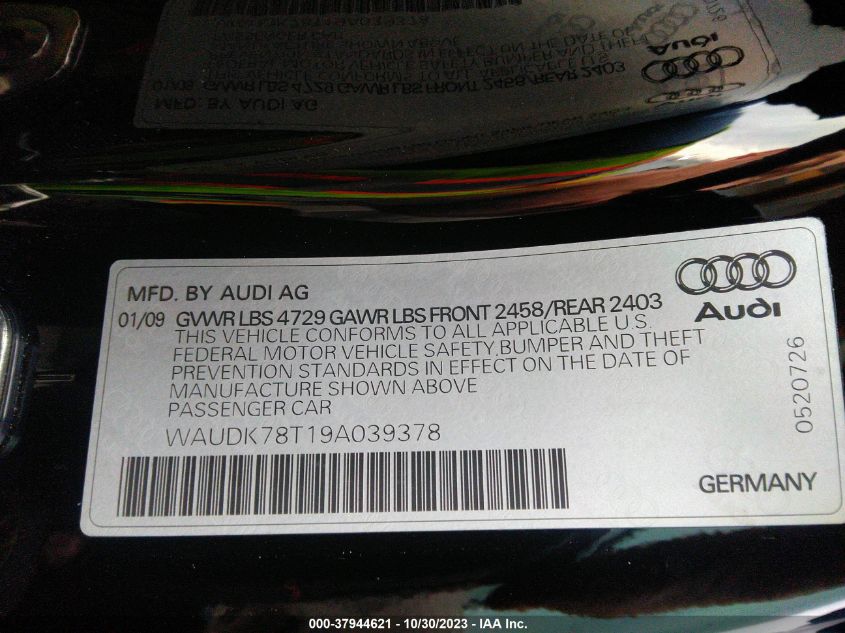 MFD. BY AUDI AG
01/09 GVWR LBS 4729 GAWR LBS FRONT 2458/REAR 2403
THIS VEHICLE CONFORMS TO ALL APPLICABLE U.S.
FEDERAL MOTOR VEHICLE SAFETY,BUMPER AND THEFT
PREVENTION STANDARDS IN EFFECT ON THE DATE OF
MANUFACTURE SHOWN ABOVE
PASSENGER CAR
WAUDK78T19A039378
Audi
0520726
GERMANY
000-37944621 - 10/30/2023 - IAA Inc.